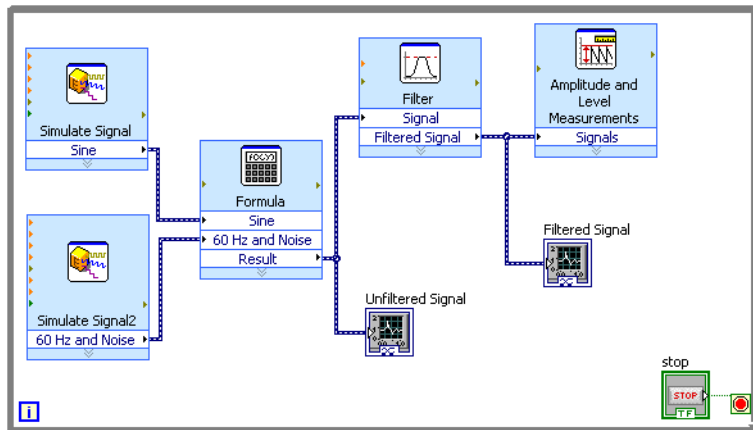 Simulate Signal
Sine
Simulate Signal2
60 Hz and Noise
Formula
Sine
60 Hz and Noise
Result
Filter
Signal
Filtered Signal
Amplitude and
Level
Measurements
Signals
Unfiltered Signal
Filtered Signal
stop
STOP
TF
i